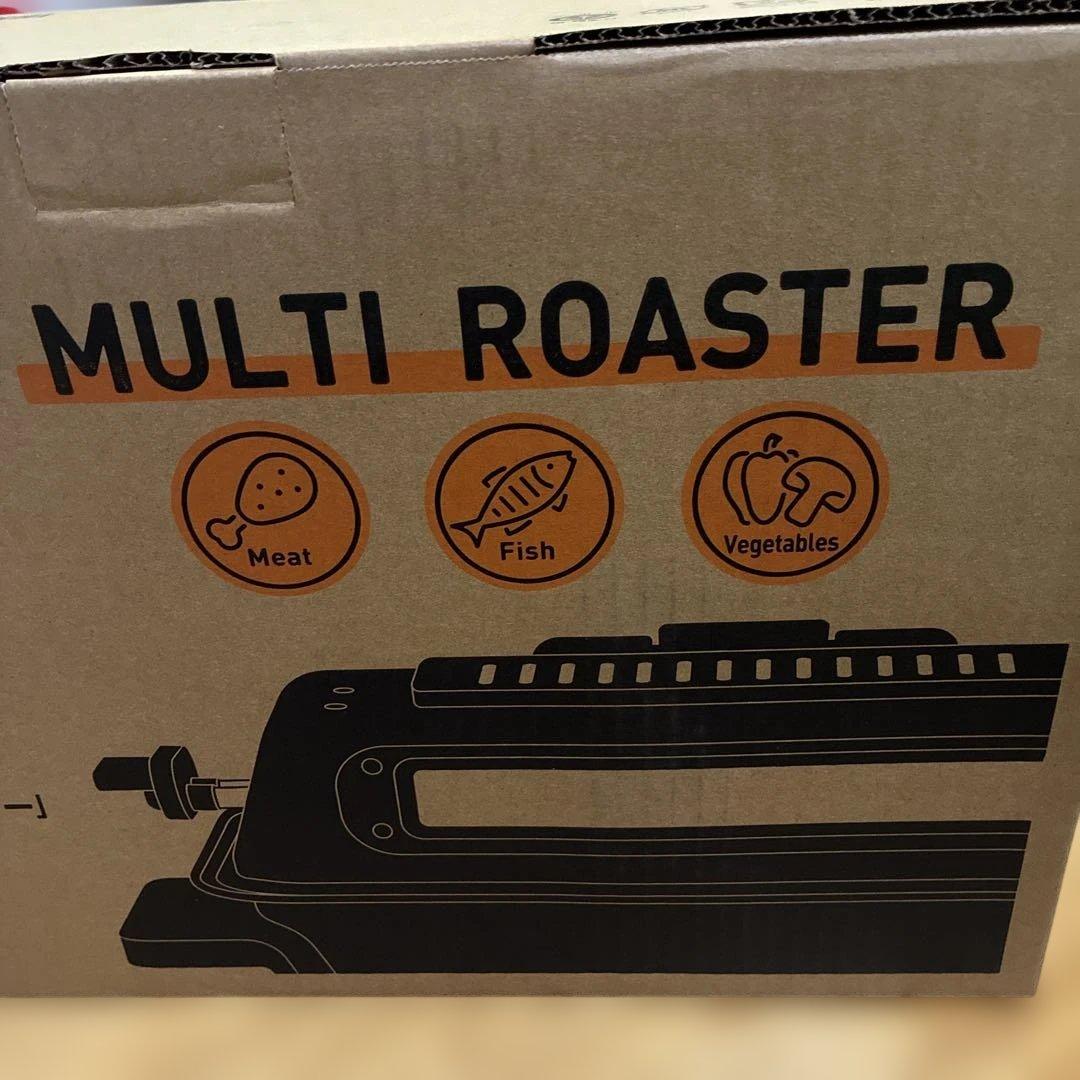 MULTI ROASTER
Meat
Fish
Vegetables